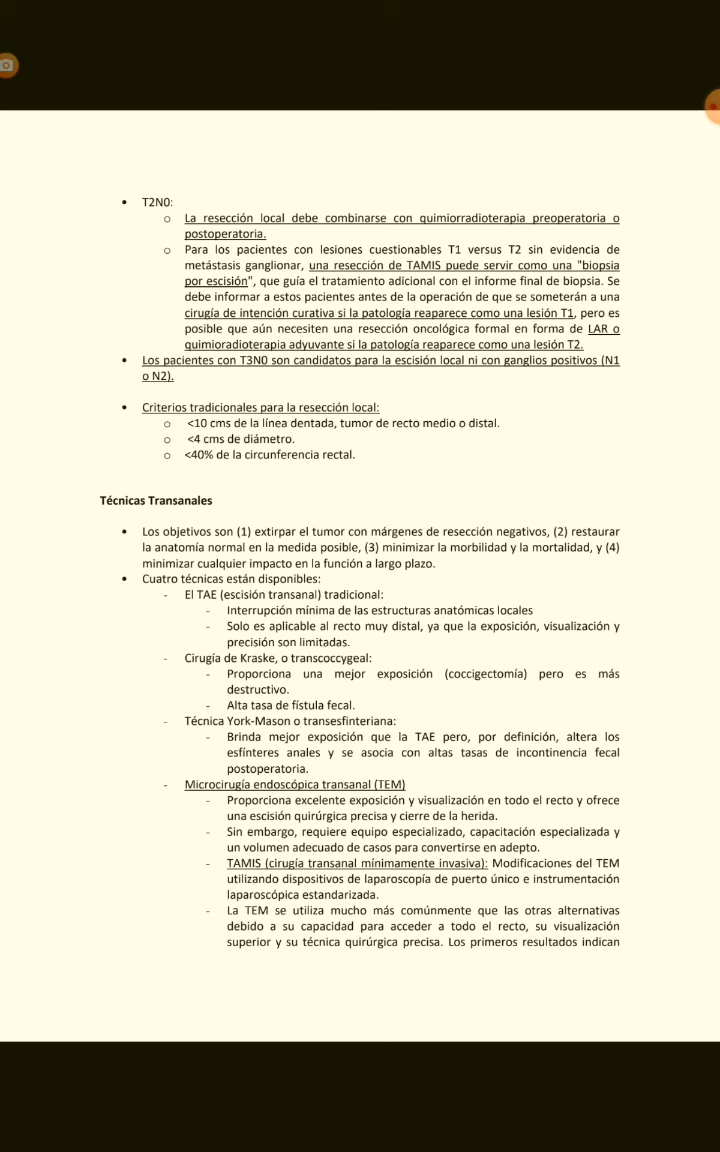 • T2N0:
o La resección local debe combinarse con quimiorradioterapia preoperatoria o
postoperatoria.
o Para los pacientes con lesiones cuestionables T1 versus T2 sin evidencia de
metástasis ganglionar, una resección de TAMIS puede servir como una "biopsia
por escisión", que guía el tratamiento adicional con el informe final de biopsia. Se
debe informar a estos pacientes antes de la operación de que se someterán a una
cirugía de intención curativa si la patología reaparece como una lesión T1, pero es
posible que aún necesiten una resección oncológica formal en forma de LAR o
quimioradioterapia adyuvante si la patología reaparece como una lesión T2.
• Los pacientes con T3N0 son candidatos para la escisión local ni con ganglios positivos (N1
o N2).
• Criterios tradicionales para la resección local:
o <10 cms de la línea dentada, tumor de recto medio o distal.
o <4 cms de diámetro.
o <40% de la circunferencia rectal.
Técnicas Transanales
• Los objetivos son (1) extirpar el tumor con márgenes de resección negativos, (2) restaurar
la anatomía normal en la medida posible, (3) minimizar la morbilidad y la mortalidad, y (4)
minimizar cualquier impacto en la función a largo plazo.
• Cuatro técnicas están disponibles:
- El TAE (escisión transanal) tradicional:
- Interrupción mínima de las estructuras anatómicas locales
- Solo es aplicable al recto muy distal, ya que la exposición, visualización y
precisión son limitadas.
- Cirugía de Kraske, o transcoccygeal:
- Proporciona una mejor exposición (coccigectomía) pero es más
destructivo.
- Alta tasa de fístula fecal.
- Técnica York-Mason o transesfinteriana:
- Brinda mejor exposición que la TAE pero, por definición, altera los
esfínteres anales y se asocia con altas tasas de incontinencia fecal
postoperatoria.
- Microcirugía endoscópica transanal (TEM)
- Proporciona excelente exposición y visualización en todo el recto y ofrece
una escisión quirúrgica precisa y cierre de la herida.
- Sin embargo, requiere equipo especializado, capacitación especializada y
un volumen adecuado de casos para convertirse en adepto.
- TAMIS (cirugía transanal mínimamente invasiva): Modificaciones del TEM
utilizando dispositivos de laparoscopía de puerto único e instrumentación
laparoscópica estandarizada.
- La TEM se utiliza mucho más comúnmente que las otras alternativas
debido a su capacidad para acceder a todo el recto, su visualización
superior y su técnica quirúrgica precisa. Los primeros resultados indican